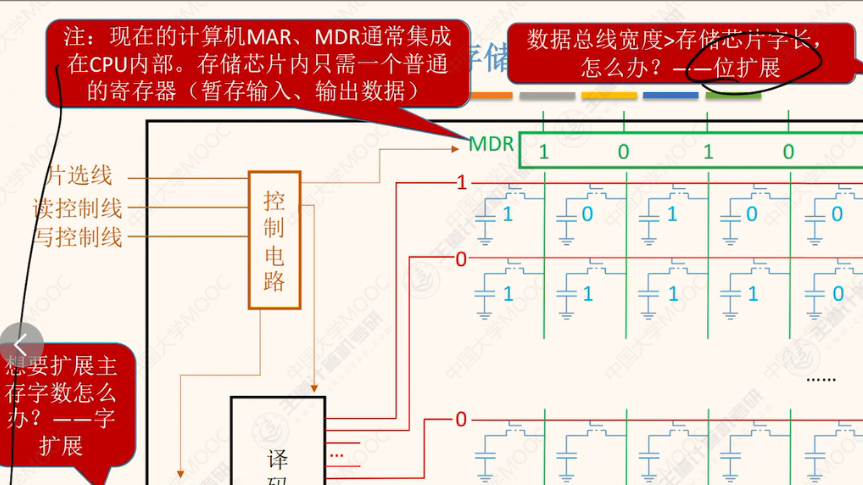 注：现在的计算机MAR、MDR通常集成
在CPU内部。存储芯片内只需一个普通
的寄存器（暂存输入、输出数据）
存储
数据总线宽度>存储芯片字长，
怎么办？——位扩展
MDR 1 0 1 0
片选线
读控制线
写控制线
控
制
电
路
1
1 0 1 0 0
0
1 1 1 1 0
……
想要扩展主
存字数怎么
办？——字
扩展
0
译
码
...
中国大学MOOC
王道计算机考研